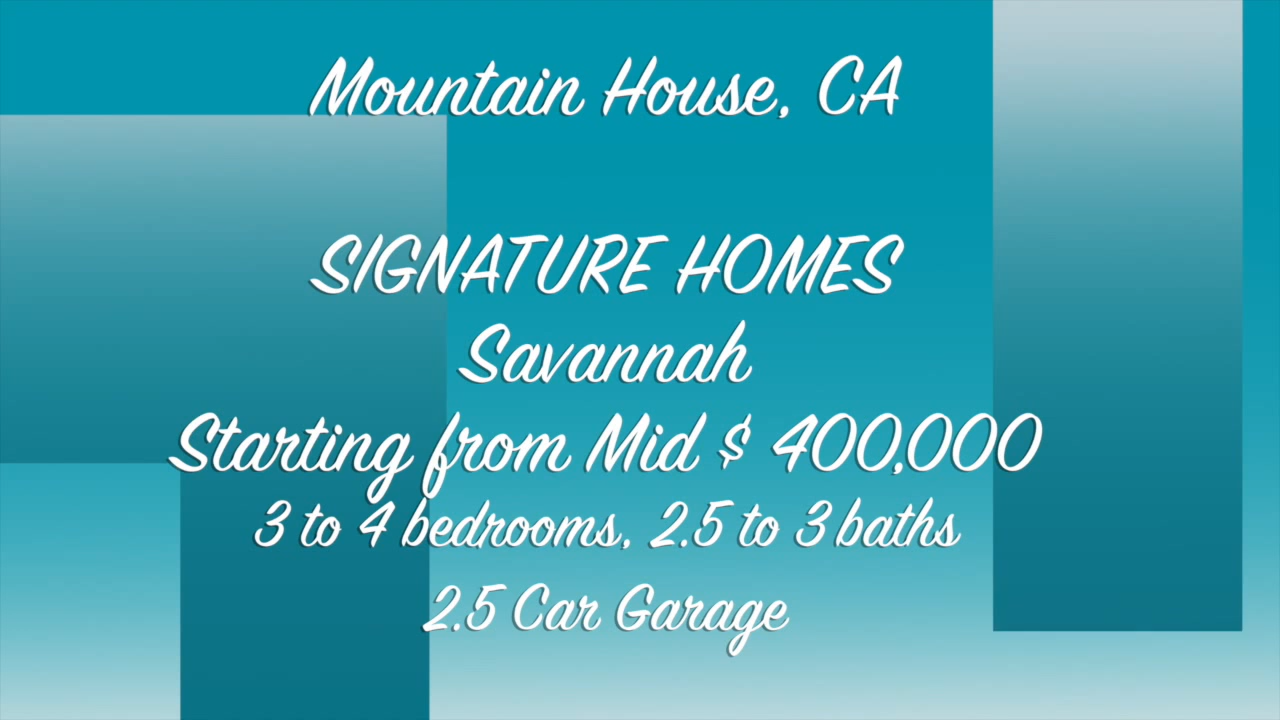 Mountain House, CA
SIGNATURE HOMES
Savannah
Starting from Mid $ 400,000
3 to 4 bedrooms, 2.5 to 3 baths
2.5 Car Garage